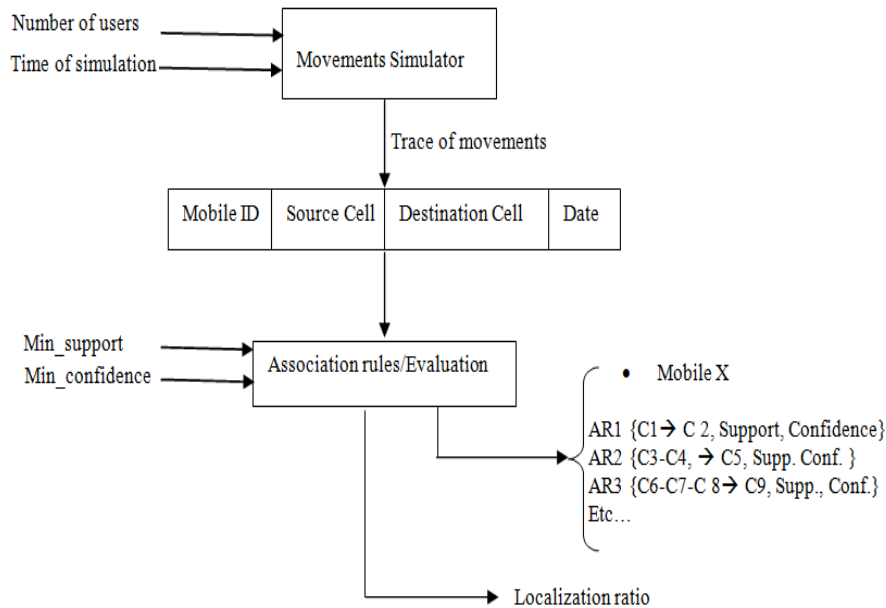 Number of users
Time of simulation
Movements Simulator
Trace of movements
Mobile ID Source Cell Destination Cell Date
Min_support
Min_confidence
Association rules/Evaluation
• Mobile X
AR1 {C1→ C 2, Support, Confidence}
AR2 {C3-C4, → C5, Supp. Conf. }
AR3 {C6-C7-C 8→ C9, Supp., Conf.}
Etc…
Localization ratio